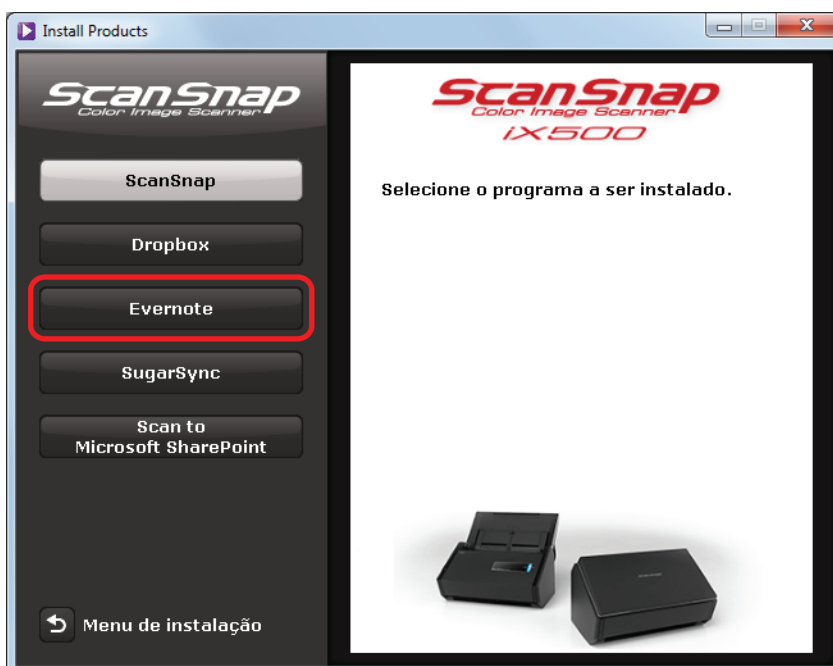 Install Products
ScanSnap
Color Image Scanner
ScanSnap
Dropbox
Evernote
SugarSync
Scan to
Microsoft SharePoint
Menu de instalação
ScanSnap
Color Image Scanner
iX500
Selecione o programa a ser instalado.